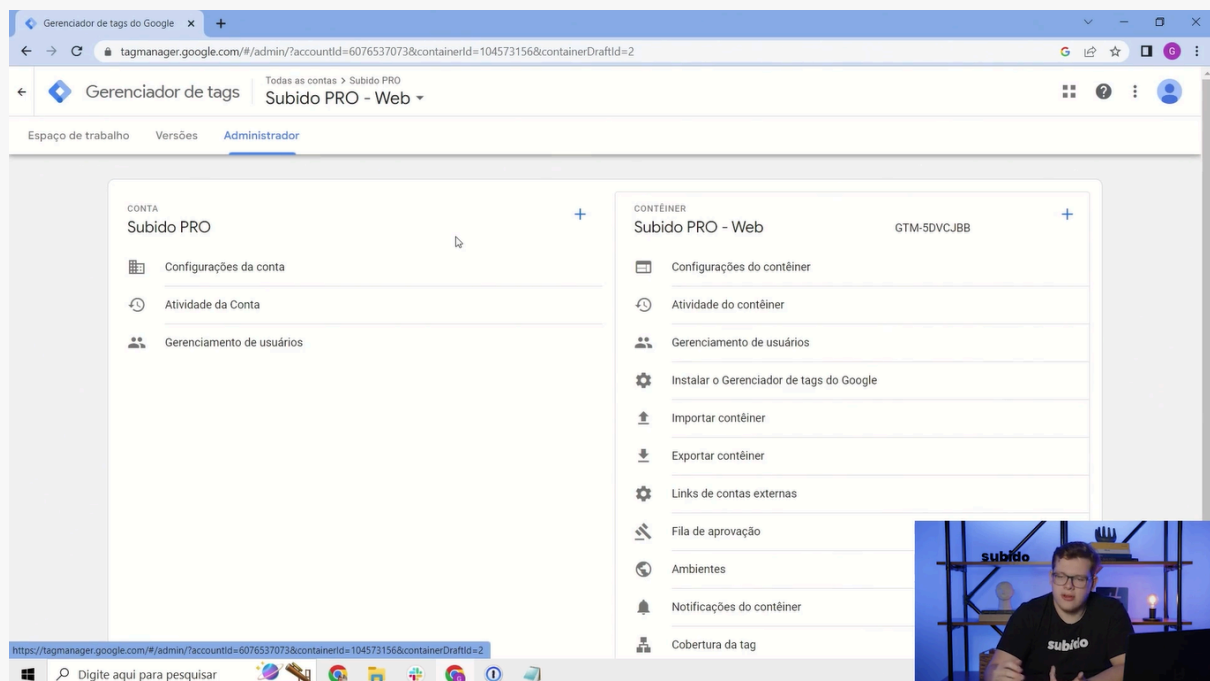 Gerenciador de tags do Google
tagmanager.google.com/#/admin/?accountId=6076537073&containerId=104573156&containerDraftId=2
G
Gerenciador de tags
Todas as contas > Subido PRO
Subido PRO - Web
Espaço de trabalho
Versões
Administrador
CONTA
Subido PRO
Configurações da conta
Atividade da Conta
Gerenciamento de usuários
CONTÊINER
Subido PRO - Web
GTM-5DVCJBB
Configurações do contêiner
Atividade do contêiner
Gerenciamento de usuários
Instalar o Gerenciador de tags do Google
Importar contêiner
Exportar contêiner
Links de contas externas
Fila de aprovação
Ambientes
Notificações do contêiner
Cobertura da tag
subido
subido
https://tagmanager.google.com/#/admin/?accountId=6076537073&containerId=104573156&containerDraftId=2
Digite aqui para pesquisar